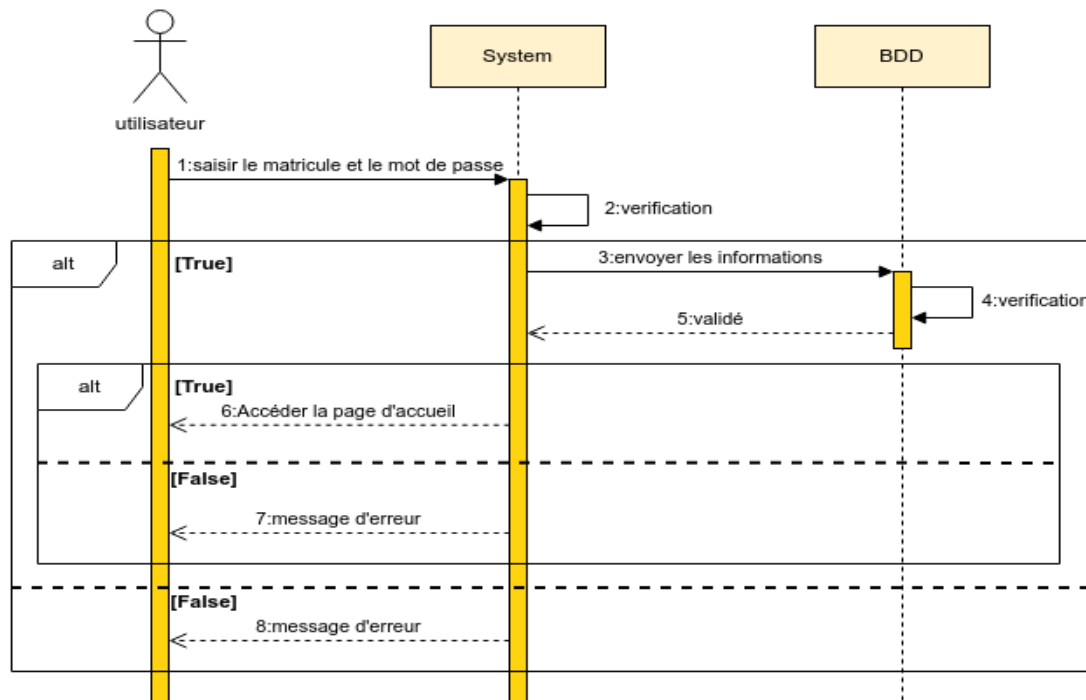 System
BDD
utilisateur
1:saisir le matricule et le mot de passe
2:verification
alt
[True]
3:envoyer les informations
4:verification
5:validé
alt
[True]
6:Accéder la page d'accueil
[False]
7:message d'erreur
[False]
8:message d'erreur